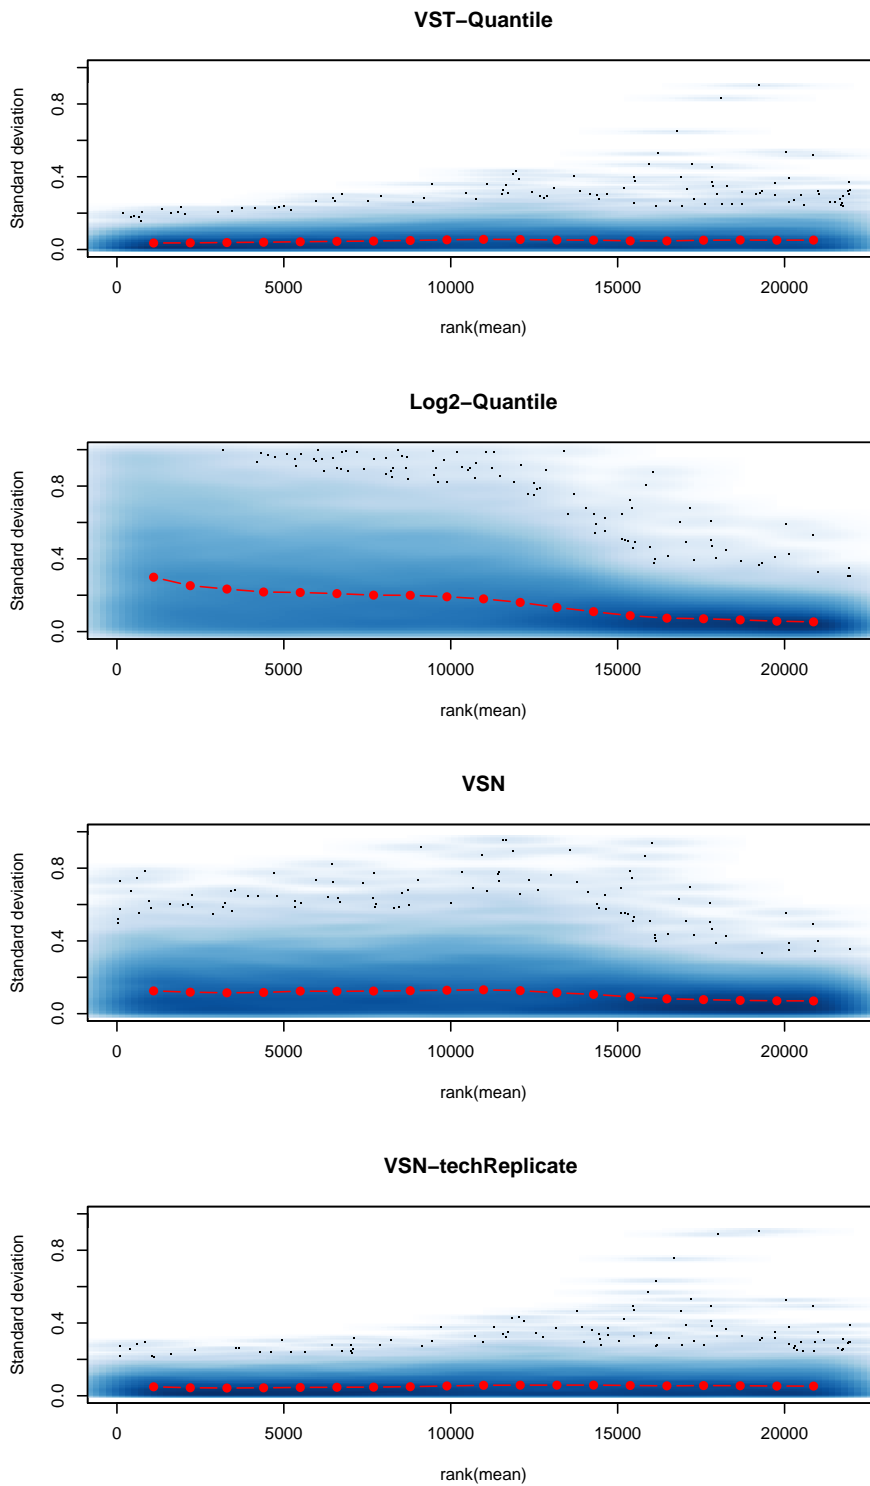 VST−Quantile
Standard deviation
0.0 0.4 0.8
0 5000 10000 15000 20000
rank(mean)
Log2−Quantile
Standard deviation
0.0 0.4 0.8
0 5000 10000 15000 20000
rank(mean)
VSN
Standard deviation
0.0 0.4 0.8
0 5000 10000 15000 20000
rank(mean)
VSN−techReplicate
Standard deviation
0.0 0.4 0.8
0 5000 10000 15000 20000
rank(mean)